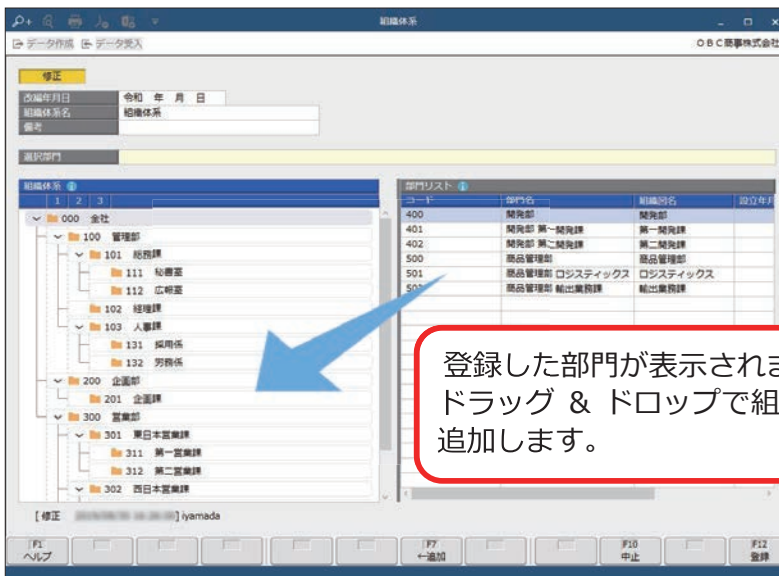 組織体系
データ作成 データ受入
OBC商事株式会社
修正
改編年月日 令和 年 月 日
組織体系名 組織体系
備考
選択部門
組織体系
1 2 3
000 全社
100 管理部
101 総務課
111 秘書室
112 広報室
102 経理課
103 人事課
131 採用係
132 労務係
200 企画部
201 企画課
300 営業部
301 東日本営業課
311 第一営業課
312 第二営業課
302 西日本営業課
部門リスト
コード 部門名 組織図名 設立年月
400 開発部 開発部
401 開発部 第一開発課 第一開発課
402 開発部 第二開発課 第二開発課
500 商品管理部 商品管理部
501 商品管理部 ロジスティックス ロジスティックス
商品管理部 輸出業務課 輸出業務課
登録した部門が表示されま
ドラッグ & ドロップで組
追加します。
[修正 ] iyamada
F1 F7 F10 F12
ヘルプ ←追加 中止 登録